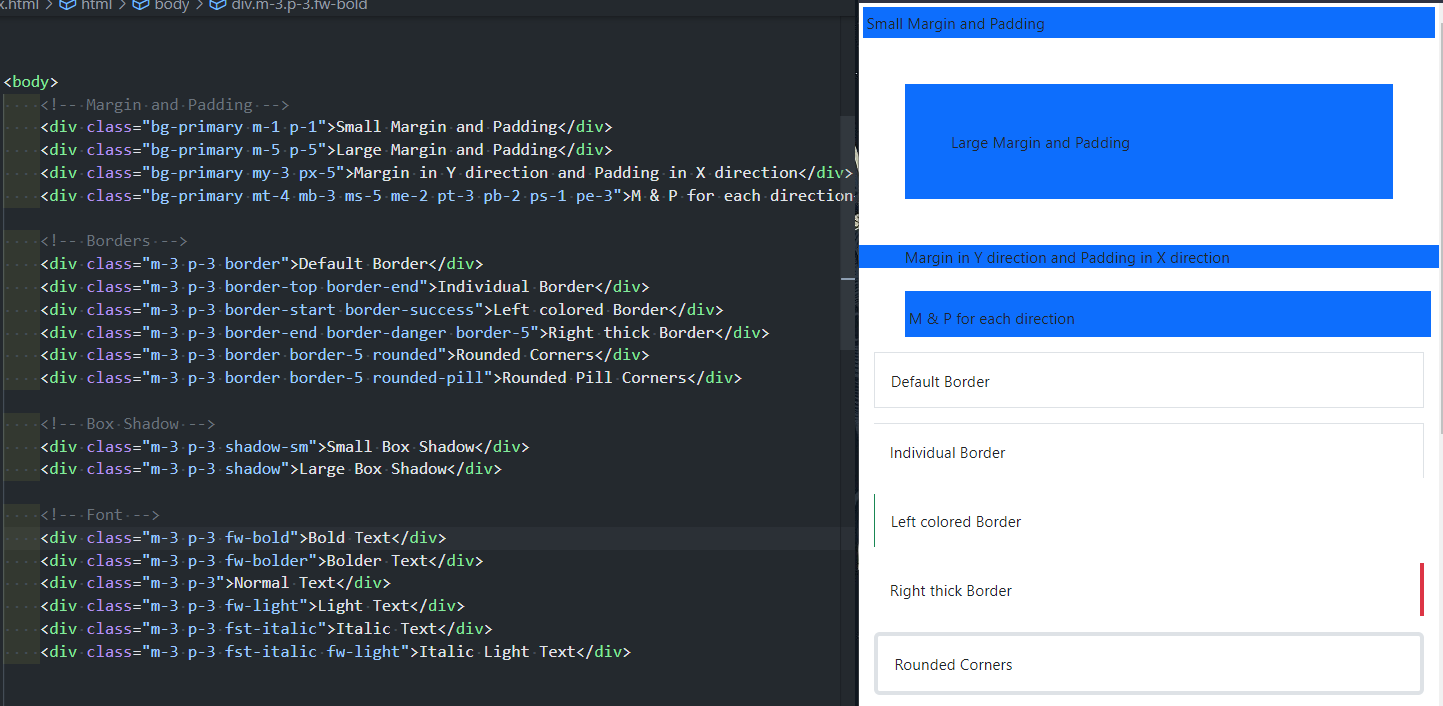 x.html > html > body > div.m-3.p-3.fw-bold
<body>
<!-- Margin and Padding -->
<div class="bg-primary m-1 p-1">Small Margin and Padding</div>
<div class="bg-primary m-5 p-5">Large Margin and Padding</div>
<div class="bg-primary my-3 px-5">Margin in Y direction and Padding in X direction</div>
<div class="bg-primary mt-4 mb-3 ms-5 me-2 pt-3 pb-2 ps-1 pe-3">M & P for each direction
<!-- Borders -->
<div class="m-3 p-3 border">Default Border</div>
<div class="m-3 p-3 border-top border-end">Individual Border</div>
<div class="m-3 p-3 border-start border-success">Left colored Border</div>
<div class="m-3 p-3 border-end border-danger border-5">Right thick Border</div>
<div class="m-3 p-3 border border-5 rounded">Rounded Corners</div>
<div class="m-3 p-3 border border-5 rounded-pill">Rounded Pill Corners</div>
<!-- Box Shadow -->
<div class="m-3 p-3 shadow-sm">Small Box Shadow</div>
<div class="m-3 p-3 shadow">Large Box Shadow</div>
<!-- Font -->
<div class="m-3 p-3 fw-bold">Bold Text</div>
<div class="m-3 p-3 fw-bolder">Bolder Text</div>
<div class="m-3 p-3">Normal Text</div>
<div class="m-3 p-3 fw-light">Light Text</div>
<div class="m-3 p-3 fst-italic">Italic Text</div>
<div class="m-3 p-3 fst-italic fw-light">Italic Light Text</div>
Small Margin and Padding
Large Margin and Padding
Margin in Y direction and Padding in X direction
M & P for each direction
Default Border
Individual Border
Left colored Border
Right thick Border
Rounded Corners